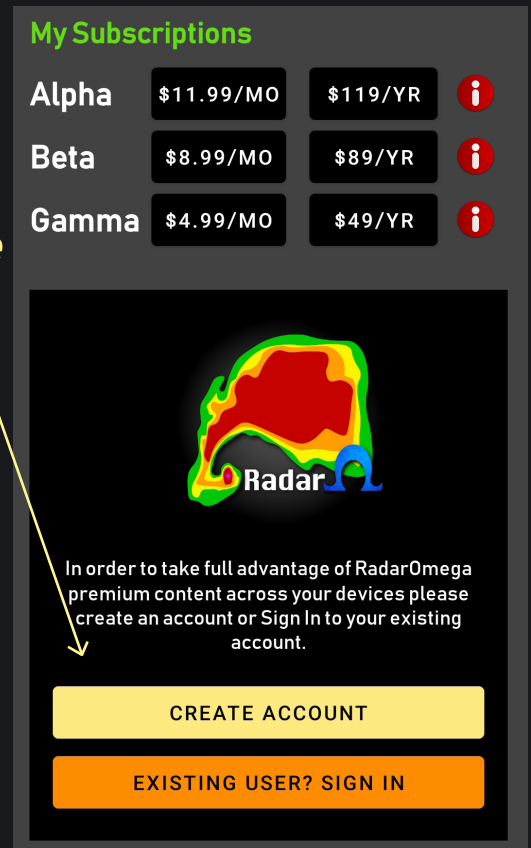 My Subscriptions
Alpha $11.99/MO $119/YR
Beta $8.99/MO $89/YR
Gamma $4.99/MO $49/YR
RadarΩ
In order to take full advantage of RadarOmega
premium content across your devices please
create an account or Sign In to your existing
account.
CREATE ACCOUNT
EXISTING USER? SIGN IN